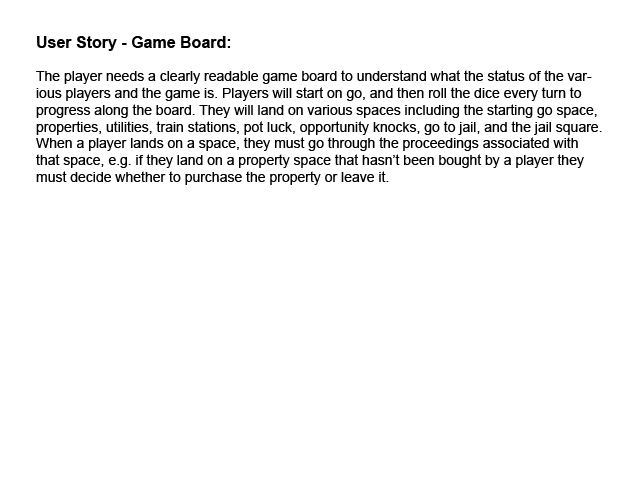 User Story - Game Board:
The player needs a clearly readable game board to understand what the status of the var-
ious players and the game is. Players will start on go, and then roll the dice every turn to
progress along the board. They will land on various spaces including the starting go space,
properties, utilities, train stations, pot luck, opportunity knocks, go to jail, and the jail square.
When a player lands on a space, they must go through the proceedings associated with
that space, e.g. if they land on a property space that hasn’t been bought by a player they
must decide whether to purchase the property or leave it.